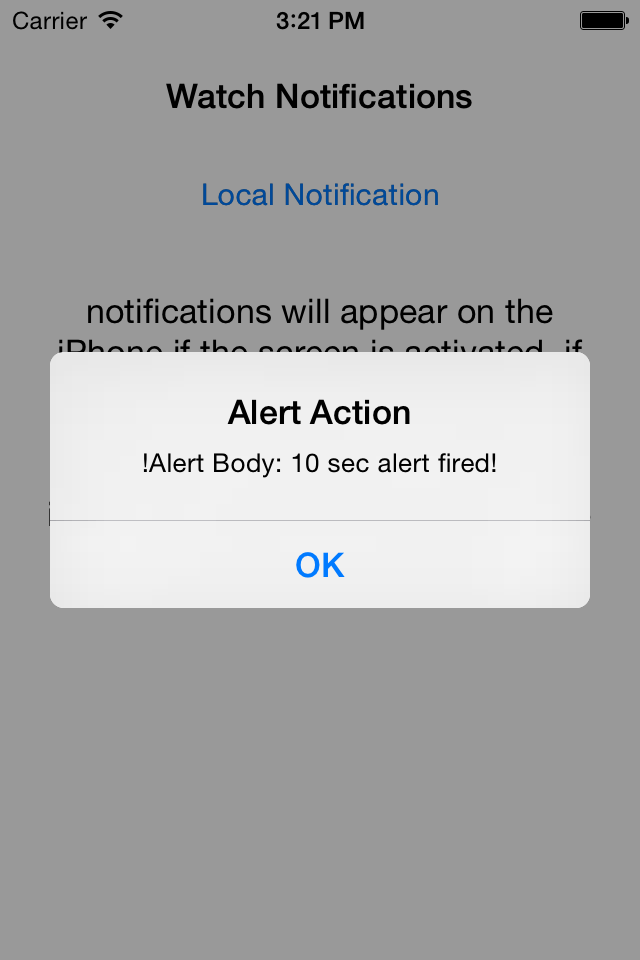 Carrier
3:21 PM
Watch Notifications
Local Notification
notifications will appear on the
iPhone if the screen is activated, if
Alert Action
!Alert Body: 10 sec alert fired!
OK